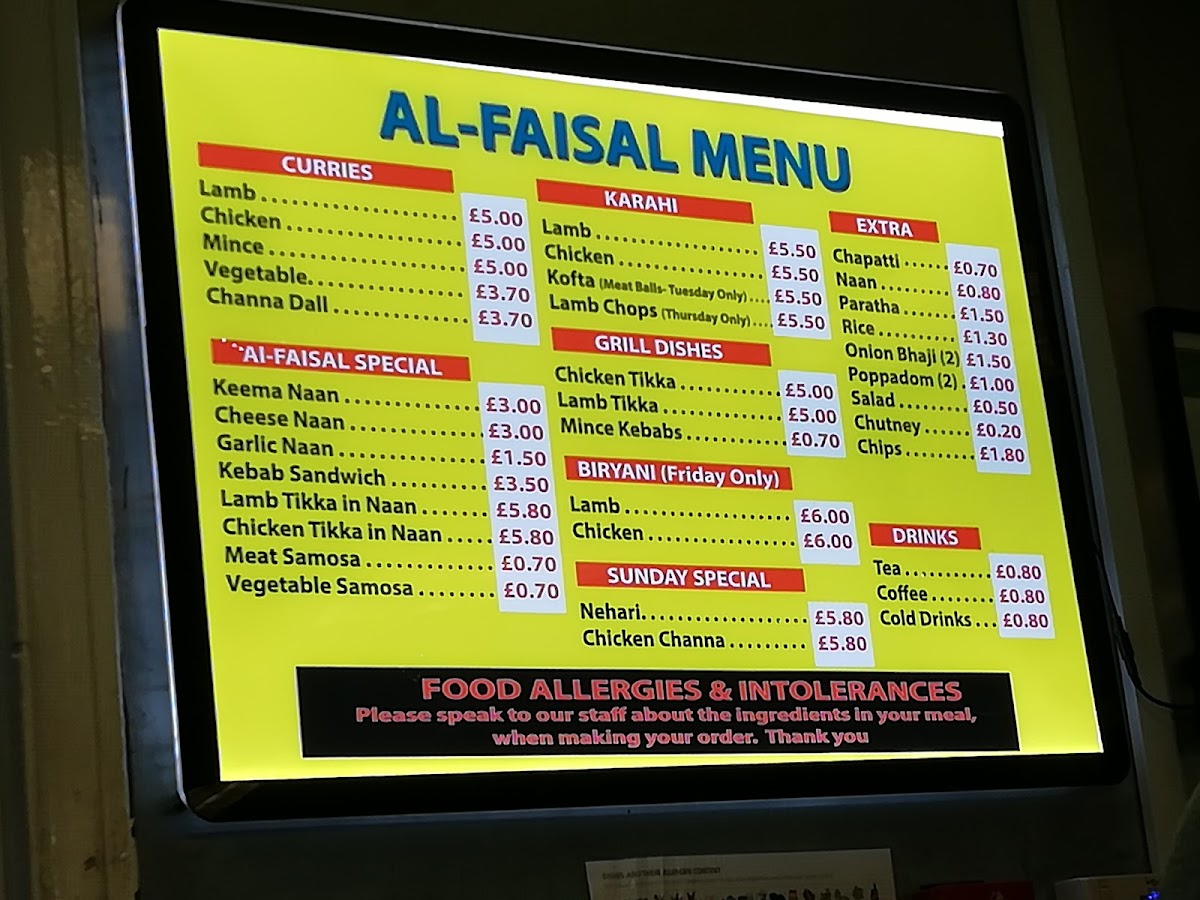 AL-FAISAL MENU
CURRIES
Lamb £5.00
Chicken £5.00
Mince £5.00
Vegetable £3.70
Channa Dall £3.70
Al-FAISAL SPECIAL
Keema Naan £3.00
Cheese Naan £3.00
Garlic Naan £1.50
Kebab Sandwich £3.50
Lamb Tikka in Naan £5.80
Chicken Tikka in Naan £5.80
Meat Samosa £0.70
Vegetable Samosa £0.70
KARAHI
Lamb £5.50
Chicken £5.50
Kofta (Meat Balls- Tuesday Only) £5.50
Lamb Chops (Thursday Only) £5.50
GRILL DISHES
Chicken Tikka £5.00
Lamb Tikka £5.00
Mince Kebabs £0.70
BIRYANI (Friday Only)
Lamb £6.00
Chicken £6.00
SUNDAY SPECIAL
Nehari £5.80
Chicken Channa £5.80
EXTRA
Chapatti £0.70
Naan £0.80
Paratha £1.50
Rice £1.30
Onion Bhaji (2) £1.50
Poppadom (2) £1.00
Salad £0.50
Chutney £0.20
Chips £1.80
DRINKS
Tea £0.80
Coffee £0.80
Cold Drinks £0.80
FOOD ALLERGIES & INTOLERANCES
Please speak to our staff about the ingredients in your meal,
when making your order. Thank you